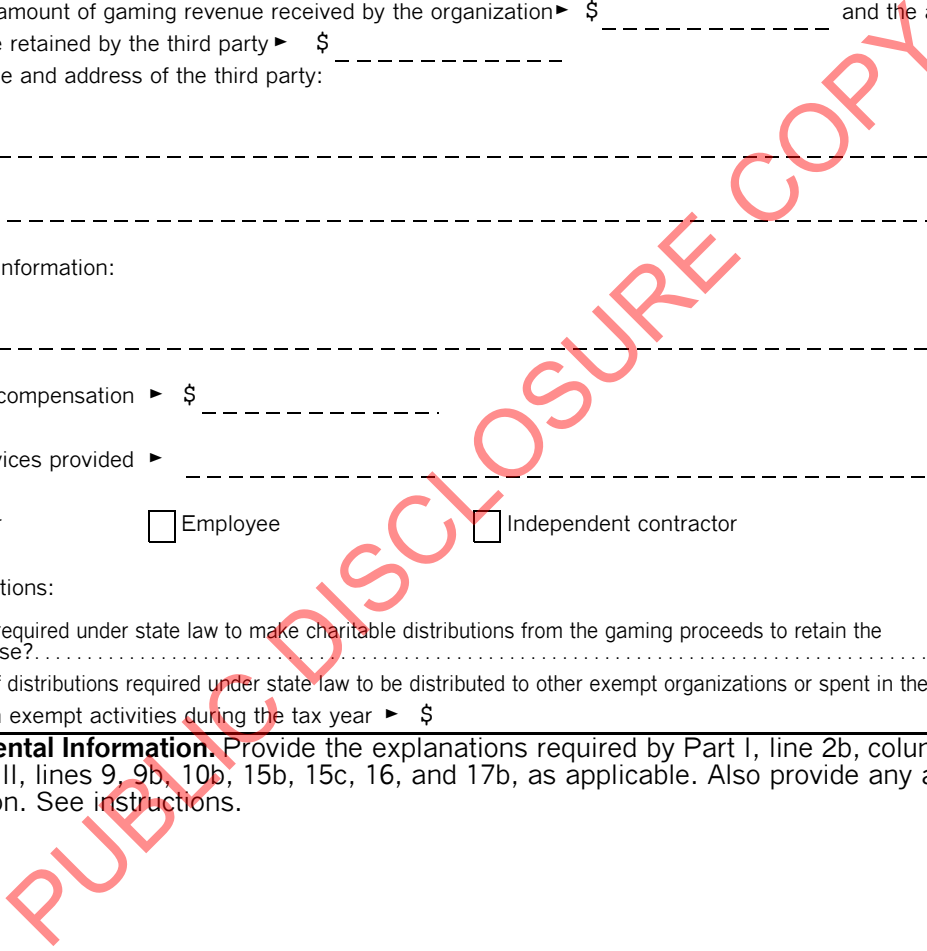 amount of gaming revenue received by the organization► $ and the
retained by the third party ► $
e and address of the third party:
nformation:
compensation ► $
vices provided ►
Employee Independent contractor
tions:
required under state law to make charitable distributions from the gaming proceeds to retain the
se?
f distributions required under state law to be distributed to other exempt organizations or spent in the
exempt activities during the tax year ► $
ental Information. Provide the explanations required by Part I, line 2b, colum
II, lines 9, 9b, 10b, 15b, 15c, 16, and 17b, as applicable. Also provide any a
on. See instructions.
PUBLIC DISCLOSURE COPY